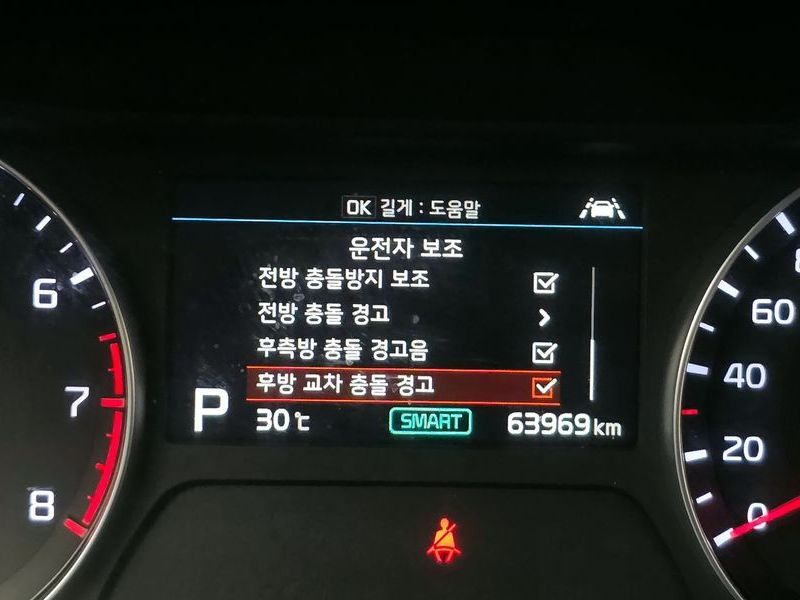 OK 길게 : 도움말
운전자 보조
전방 충돌방지 보조
전방 충돌 경고
후측방 충돌 경고음
후방 교차 충돌 경고
P 30℃ SMART 63969km
6
7
8
60
40
20
0